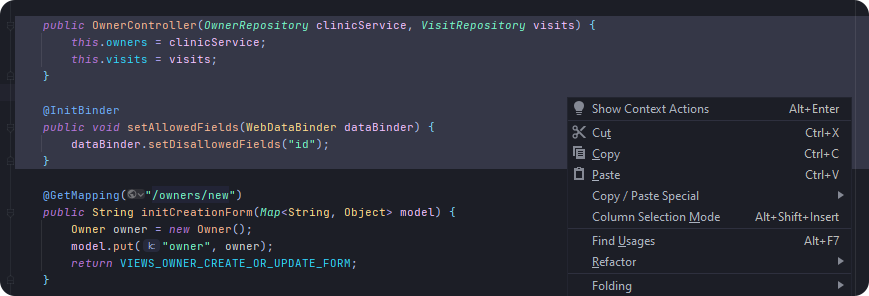 public OwnerController(OwnerRepository clinicService, VisitRepository visits) {
this.owners = clinicService;
this.visits = visits;
}
@InitBinder
public void setAllowedFields(WebDataBinder dataBinder) {
dataBinder.setDisallowedFields("id");
}
@GetMapping("/owners/new")
public String initCreationForm(Map<String, Object> model) {
Owner owner = new Owner();
model.put(k: "owner", owner);
return VIEWS_OWNER_CREATE_OR_UPDATE_FORM;
}
Show Context Actions Alt+Enter
Cut Ctrl+X
Copy Ctrl+C
Paste Ctrl+V
Copy / Paste Special
Column Selection Mode Alt+Shift+Insert
Find Usages Alt+F7
Refactor
Folding